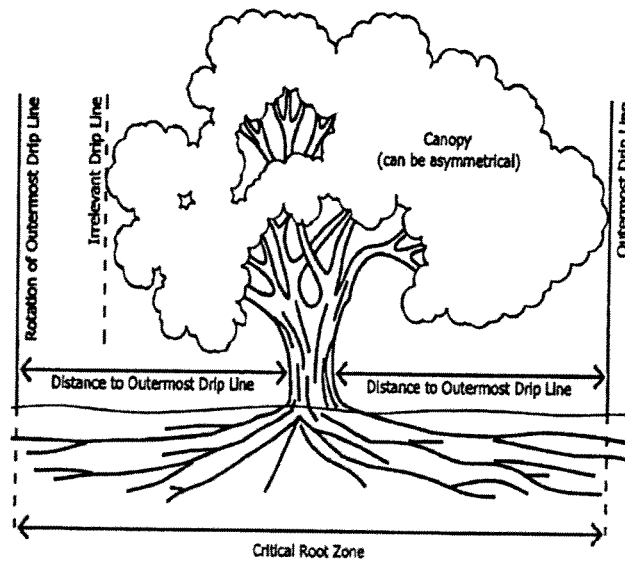 Rotation of Outermost Drip Line
Irrelevant Drip Line
Canopy
(can be asymmetrical)
Outermost Drip Line
Distance to Outermost Drip Line
Distance to Outermost Drip Line
Critical Root Zone